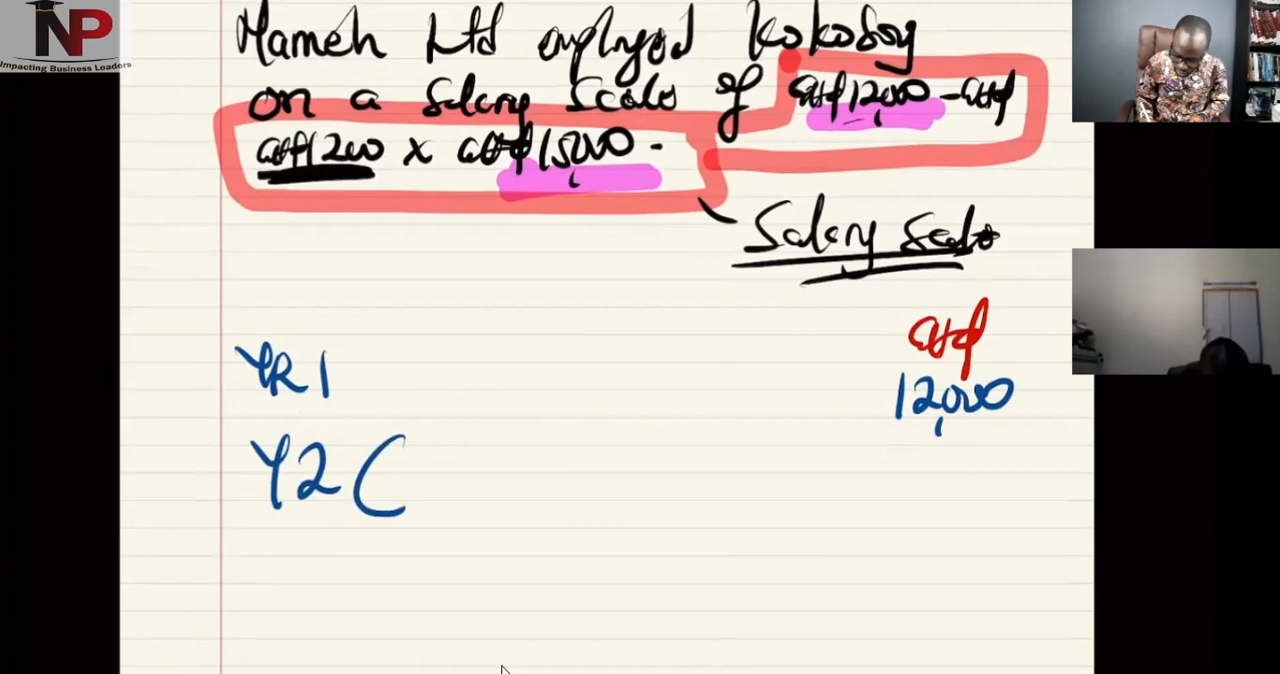 NP
Impacting Business Leaders
Mameh Ltd employed Kokoboy
on a Salary Scale of GH¢12,000 - GH¢
GH¢1200 x GH¢15,000.
Salary Scale
GH¢
YR 1 12,000
Y2 (